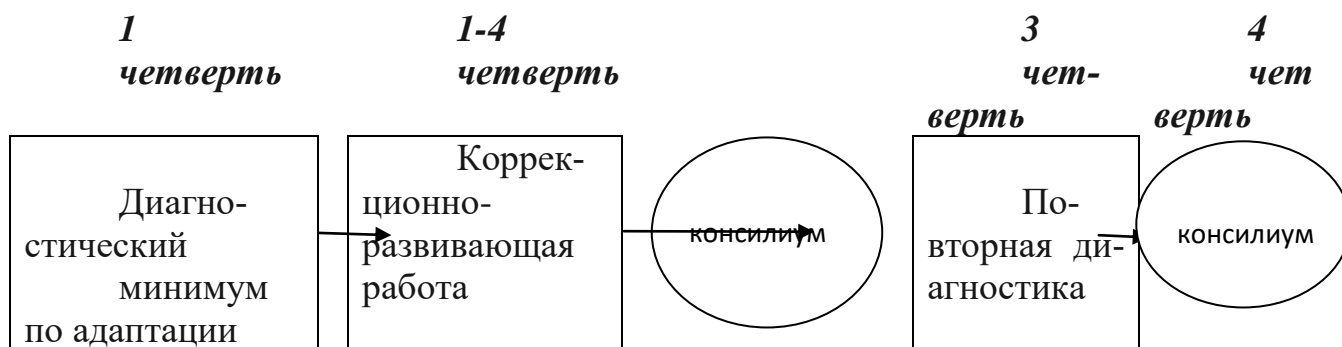 1
четверть
1-4
четверть
3
чет-
верть
4
чет
верть
Диагно-
стический
минимум
по адаптации
Коррек-
ционно-
развивающая
работа
консилиум
По-
вторная ди-
агностика
консилиум